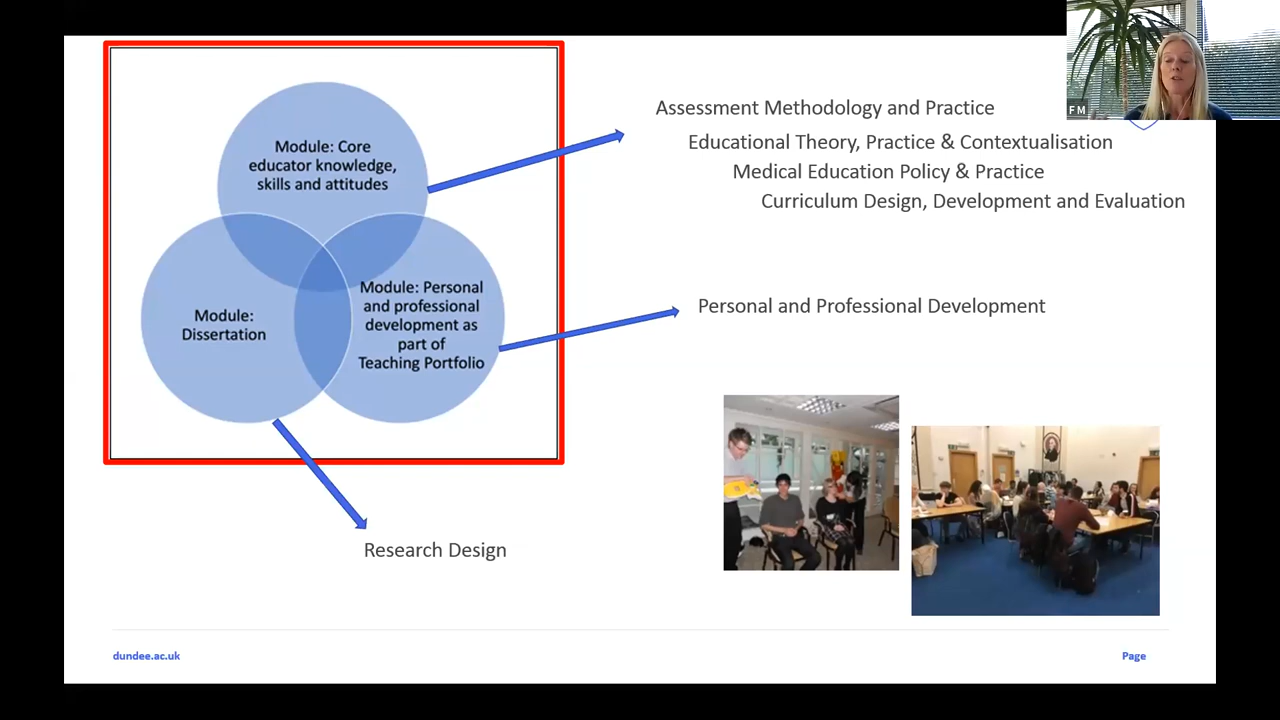 FM
Module: Core
educator knowledge,
skills and attitudes
Module:
Dissertation
Module: Personal
and professional
development as
part of
Teaching Portfolio
Assessment Methodology and Practice
Educational Theory, Practice & Contextualisation
Medical Education Policy & Practice
Curriculum Design, Development and Evaluation
Personal and Professional Development
Research Design
dundee.ac.uk
Page